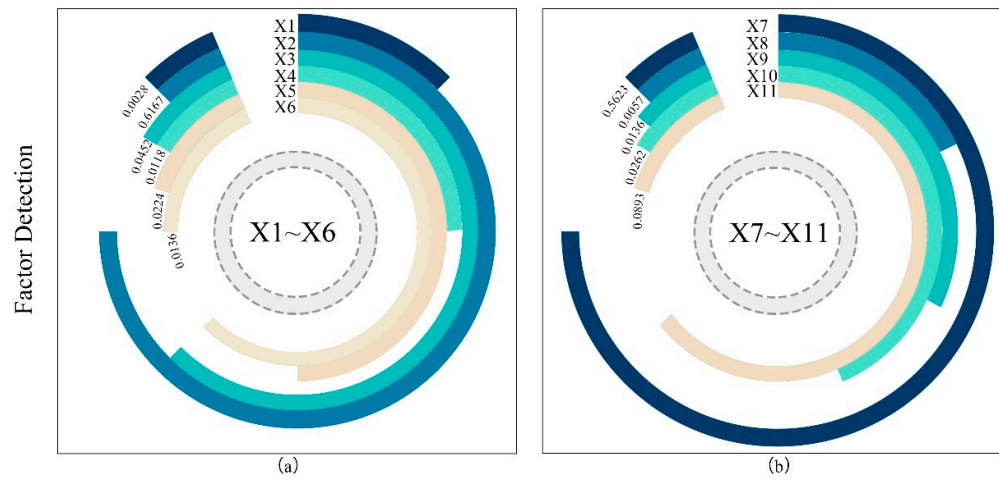 Factor Detection
X1
X2
X3
X4
X5
X6
0.0028
0.6167
0.0452
0.0118
0.0224
0.0136
X1~X6
(a)
X7
X8
X9
X10
X11
0.5623
0.0057
0.0136
0.0262
0.0893
X7~X11
(b)